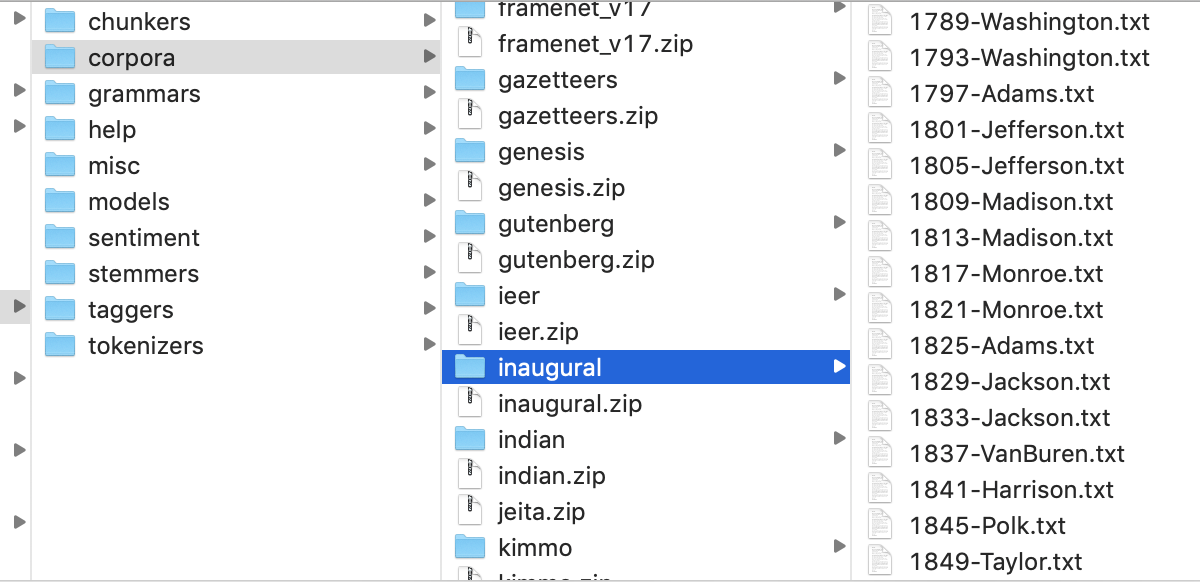 chunkers
corpora
grammars
help
misc
models
sentiment
stemmers
taggers
tokenizers
framenet_v17
framenet_v17.zip
gazetteers
gazetteers.zip
genesis
genesis.zip
gutenberg
gutenberg.zip
ieer
ieer.zip
inaugural
inaugural.zip
indian
indian.zip
jeita.zip
kimmo
kimmo.zip
1789-Washington.txt
1793-Washington.txt
1797-Adams.txt
1801-Jefferson.txt
1805-Jefferson.txt
1809-Madison.txt
1813-Madison.txt
1817-Monroe.txt
1821-Monroe.txt
1825-Adams.txt
1829-Jackson.txt
1833-Jackson.txt
1837-VanBuren.txt
1841-Harrison.txt
1845-Polk.txt
1849-Taylor.txt